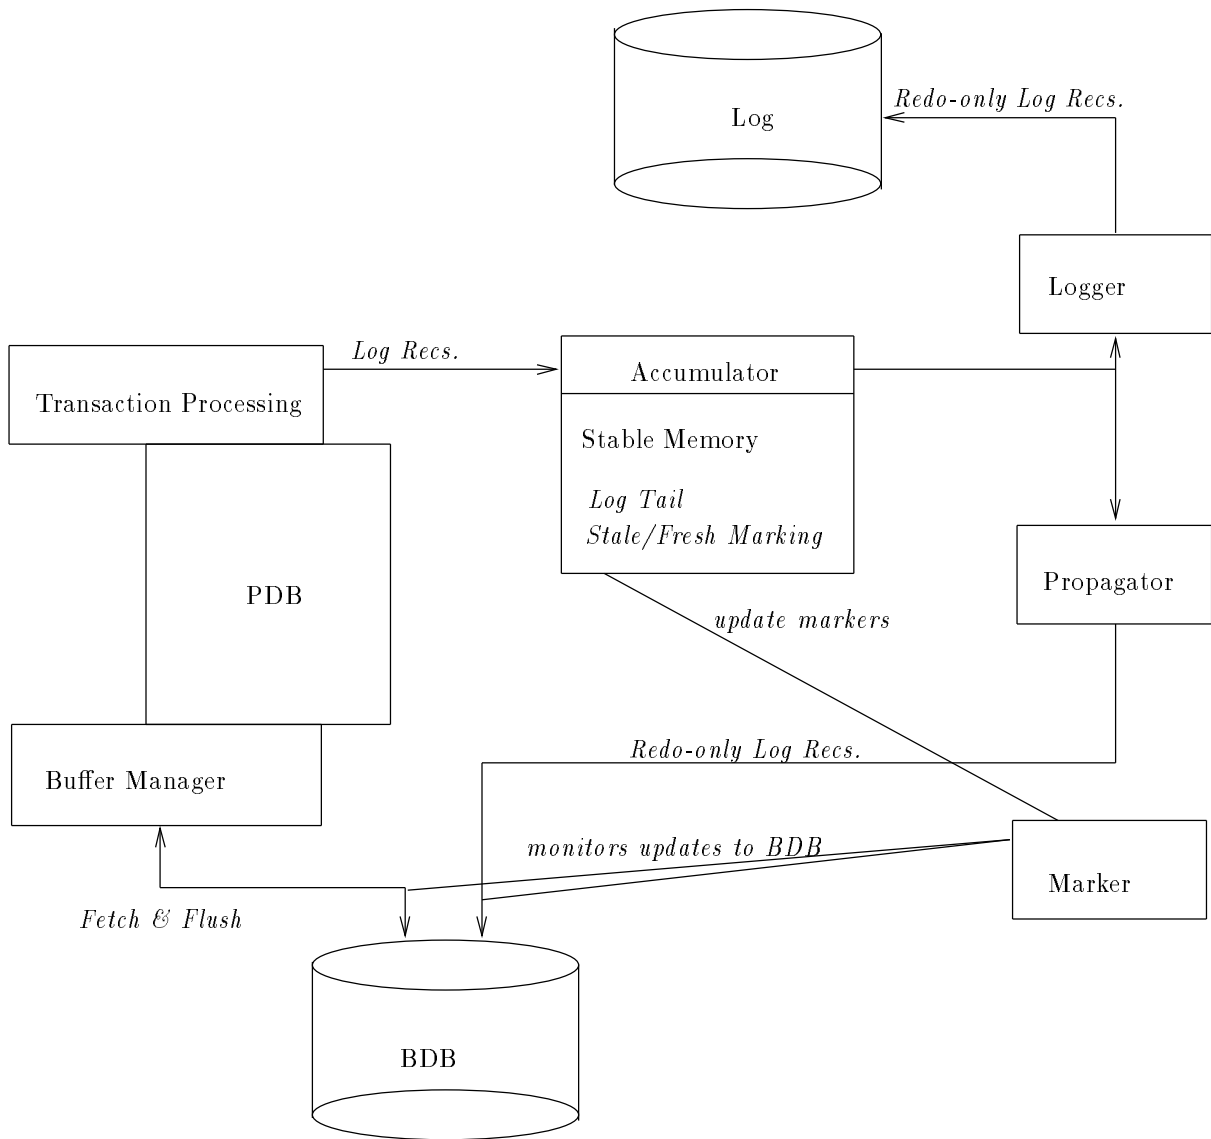 Redo-only Log Recs.
Log
Logger
Log Recs.
Accumulator
Transaction Processing
Stable Memory
Log Tail
Stale/Fresh Marking
Propagator
PDB
update markers
Redo-only Log Recs.
Buffer Manager
monitors updates to BDB
Marker
Fetch & Flush
BDB